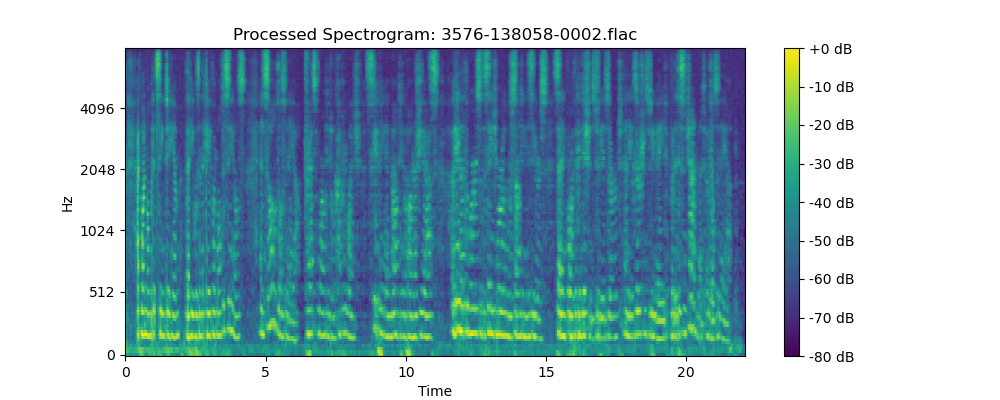 Processed Spectrogram: 3576-138058-0002.flac
Hz
4096
2048
1024
512
0
0
5
10
15
20
Time
+0 dB
-10 dB
-20 dB
-30 dB
-40 dB
-50 dB
-60 dB
-70 dB
-80 dB